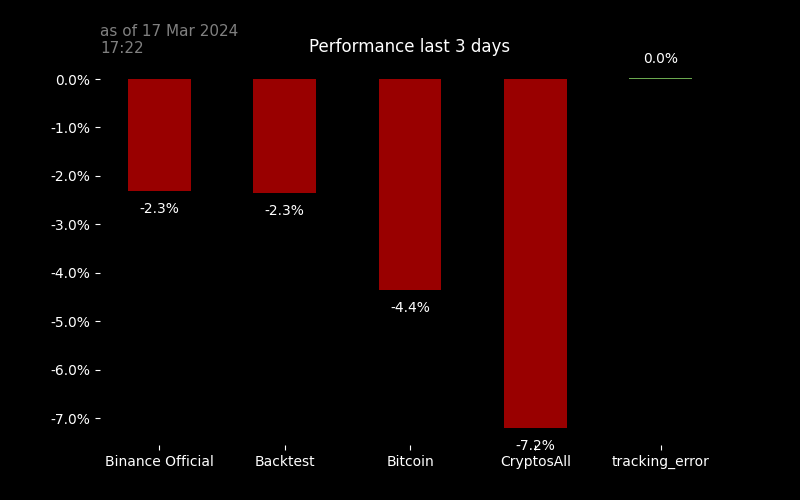 as of 17 Mar 2024
17:22
Performance last 3 days
0.0%
0.0%
-1.0%
-2.0%
-3.0%
-4.0%
-5.0%
-6.0%
-7.0%
-2.3%
-2.3%
-4.4%
-7.2%
Binance Official
Backtest
Bitcoin
CryptosAll
tracking_error